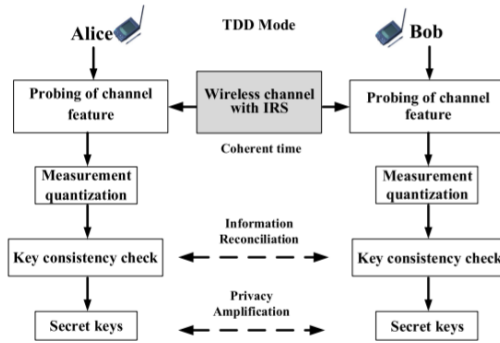 Alice
TDD Mode
Bob
Probing of channel
feature
Wireless channel
with IRS
Probing of channel
feature
Coherent time
Measurement
quantization
Measurement
quantization
Information
Reconciliation
Key consistency check
Key consistency check
Privacy
Amplification
Secret keys
Secret keys